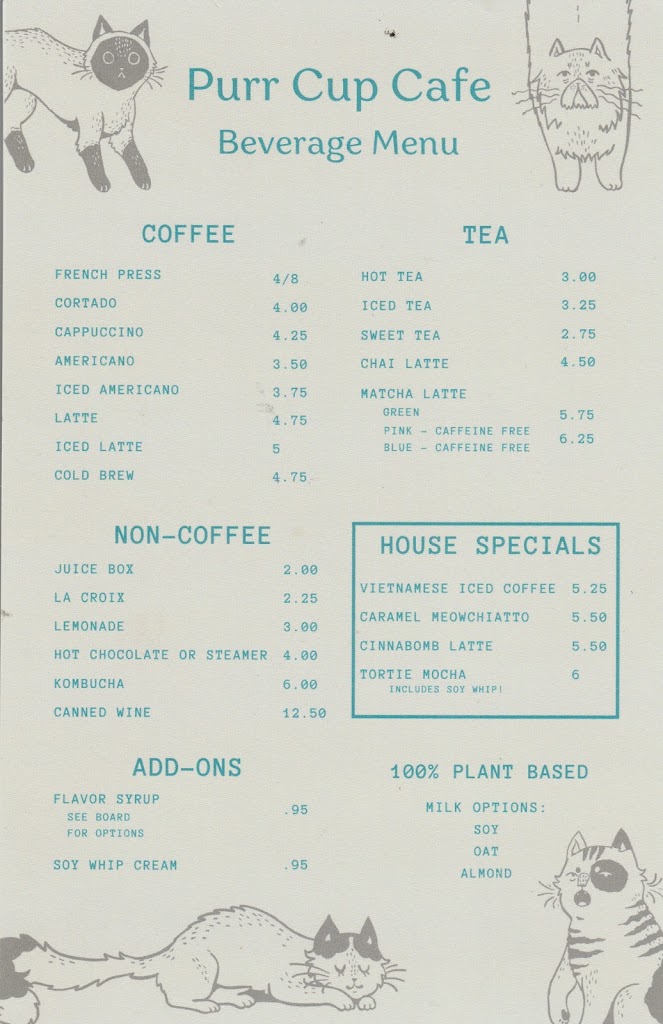 Purr Cup Cafe
Beverage Menu
COFFEE
FRENCH PRESS 4/8
CORTADO 4.00
CAPPUCCINO 4.25
AMERICANO 3.50
ICED AMERICANO 3.75
LATTE 4.75
ICED LATTE 5
COLD BREW 4.75
TEA
HOT TEA 3.00
ICED TEA 3.25
SWEET TEA 2.75
CHAI LATTE 4.50
MATCHA LATTE
GREEN 5.75
PINK - CAFFEINE FREE 6.25
BLUE - CAFFEINE FREE
NON-COFFEE
JUICE BOX 2.00
LA CROIX 2.25
LEMONADE 3.00
HOT CHOCOLATE OR STEAMER 4.00
KOMBUCHA 6.00
CANNED WINE 12.50
HOUSE SPECIALS
VIETNAMESE ICED COFFEE 5.25
CARAMEL MEOWCHIATTO 5.50
CINNABOMB LATTE 5.50
TORTIE MOCHA 6
INCLUDES SOY WHIP!
ADD-ONS
FLAVOR SYRUP .95
SEE BOARD
FOR OPTIONS
SOY WHIP CREAM .95
100% PLANT BASED
MILK OPTIONS:
SOY
OAT
ALMOND